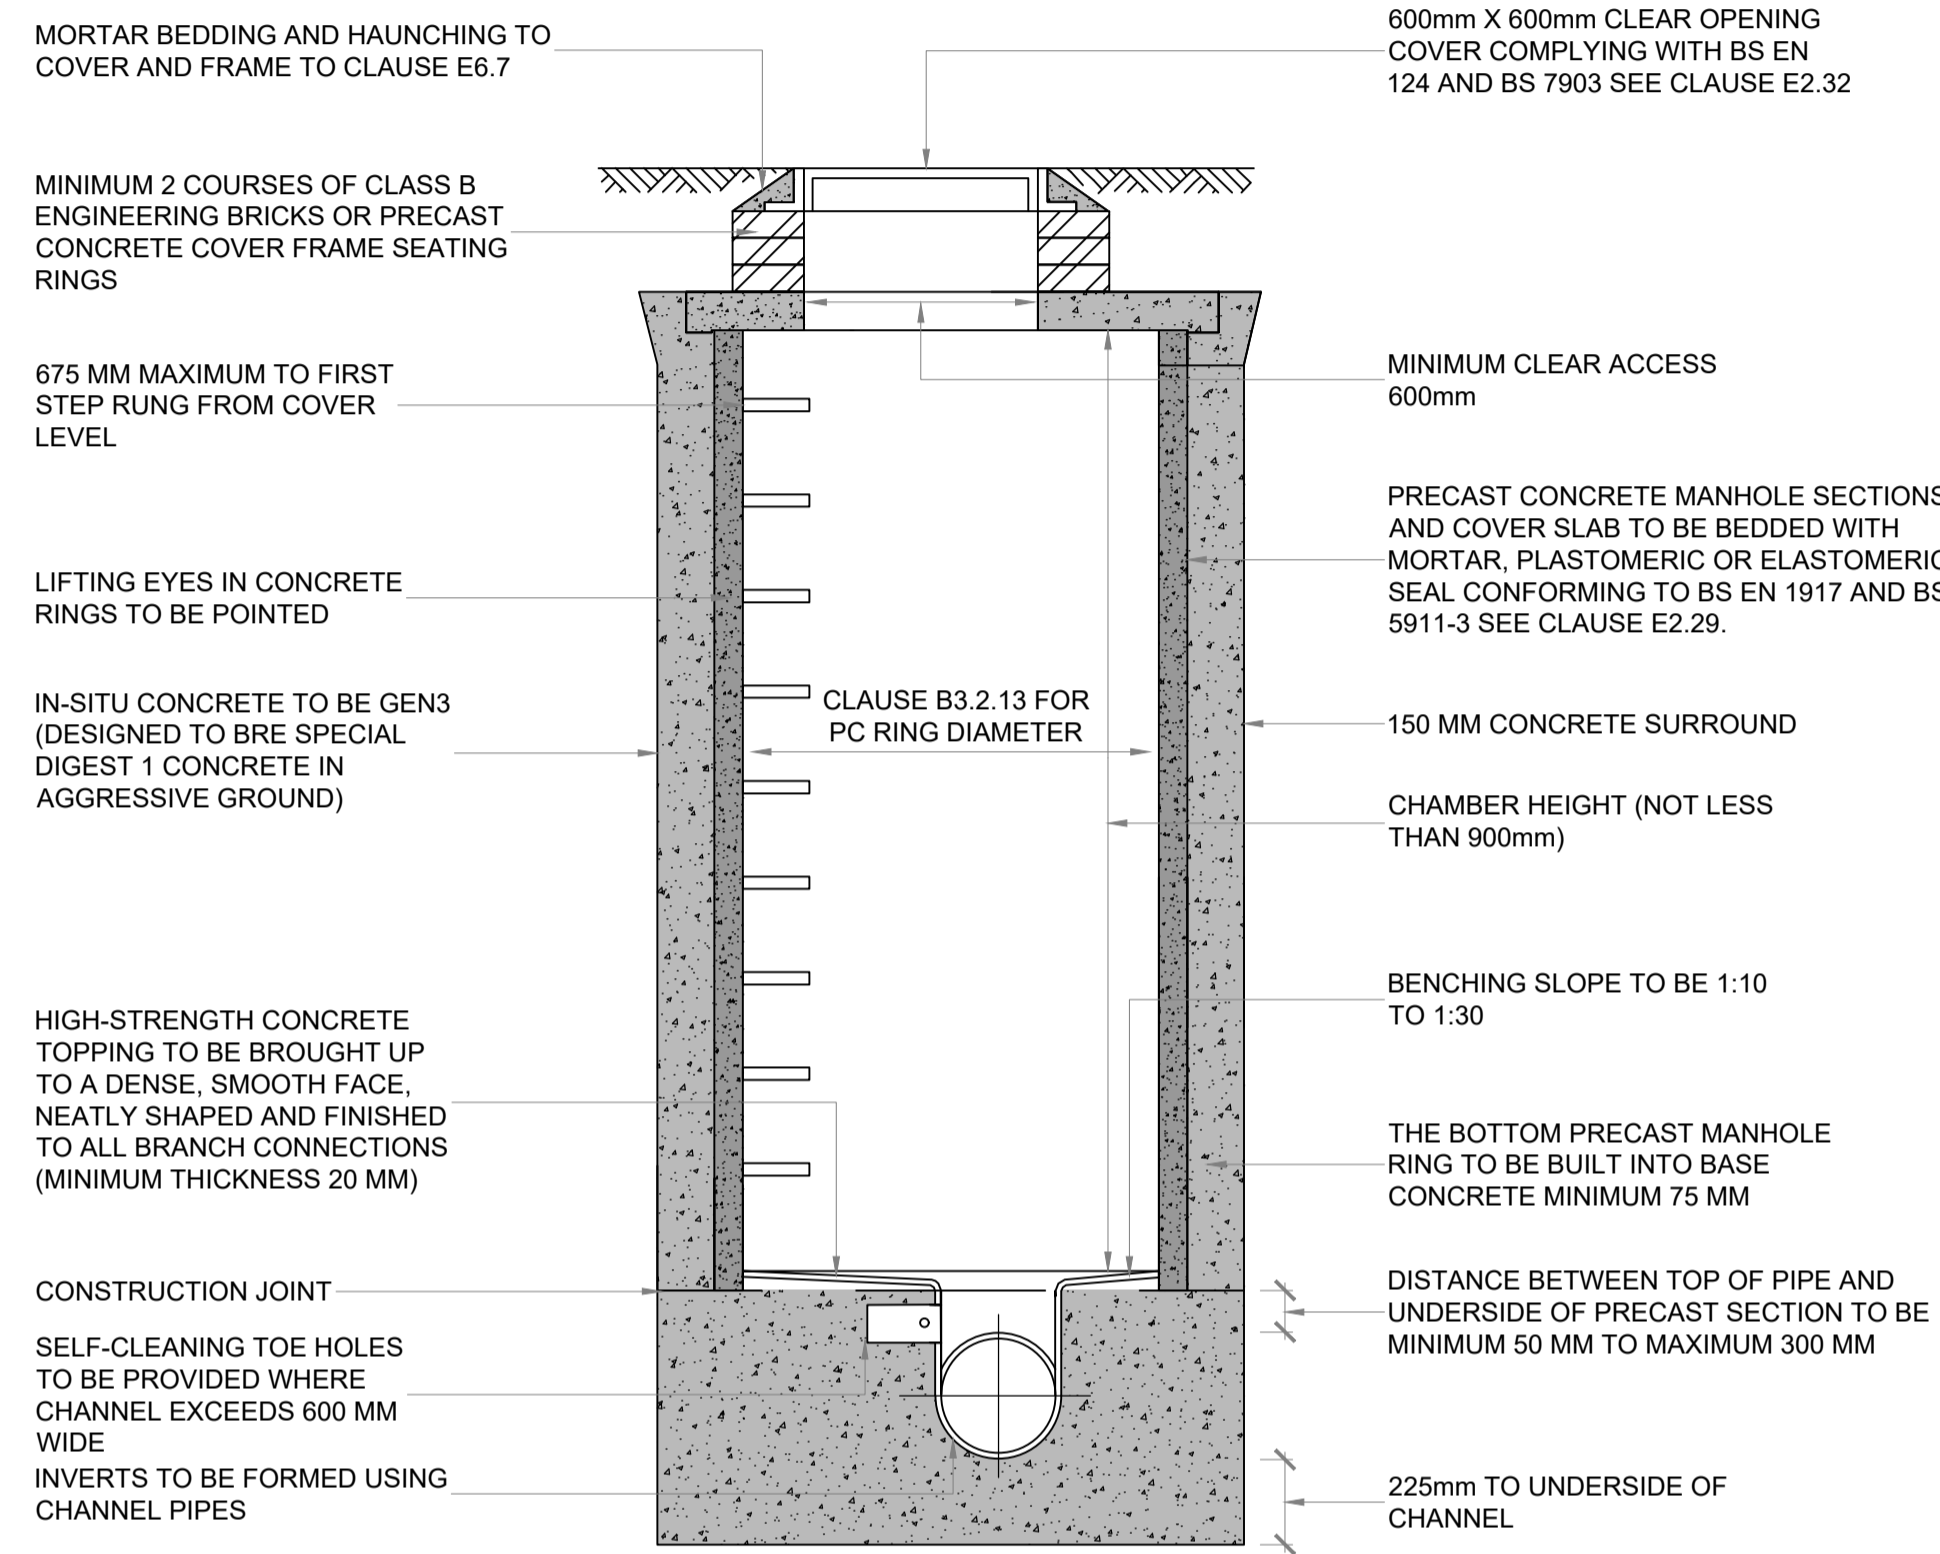 MORTAR BEDDING AND HAUNCHING TO
COVER AND FRAME TO CLAUSE E6.7
MINIMUM 2 COURSES OF CLASS B
ENGINEERING BRICKS OR PRECAST
CONCRETE COVER FRAME SEATING
RINGS
675 MM MAXIMUM TO FIRST
STEP RUNG FROM COVER
LEVEL
LIFTING EYES IN CONCRETE
RINGS TO BE POINTED
IN-SITU CONCRETE TO BE GEN3
(DESIGNED TO BRE SPECIAL
DIGEST 1 CONCRETE IN
AGGRESSIVE GROUND)
HIGH-STRENGTH CONCRETE
TOPPING TO BE BROUGHT UP
TO A DENSE, SMOOTH FACE,
NEATLY SHAPED AND FINISHED
TO ALL BRANCH CONNECTIONS
(MINIMUM THICKNESS 20 MM)
CONSTRUCTION JOINT
SELF-CLEANING TOE HOLES
TO BE PROVIDED WHERE
CHANNEL EXCEEDS 600 MM
WIDE
INVERTS TO BE FORMED USING
CHANNEL PIPES
CLAUSE B3.2.13 FOR
PC RING DIAMETER
600mm X 600mm CLEAR OPENING
COVER COMPLYING WITH BS EN
124 AND BS 7903 SEE CLAUSE E2.32
MINIMUM CLEAR ACCESS
600mm
PRECAST CONCRETE MANHOLE SECTIONS
AND COVER SLAB TO BE BEDDED WITH
MORTAR, PLASTOMERIC OR ELASTOMERIC
SEAL CONFORMING TO BS EN 1917 AND BS
5911-3 SEE CLAUSE E2.29.
150 MM CONCRETE SURROUND
CHAMBER HEIGHT (NOT LESS
THAN 900mm)
BENCHING SLOPE TO BE 1:10
TO 1:30
THE BOTTOM PRECAST MANHOLE
RING TO BE BUILT INTO BASE
CONCRETE MINIMUM 75 MM
DISTANCE BETWEEN TOP OF PIPE AND
UNDERSIDE OF PRECAST SECTION TO BE
MINIMUM 50 MM TO MAXIMUM 300 MM
225mm TO UNDERSIDE OF
CHANNEL